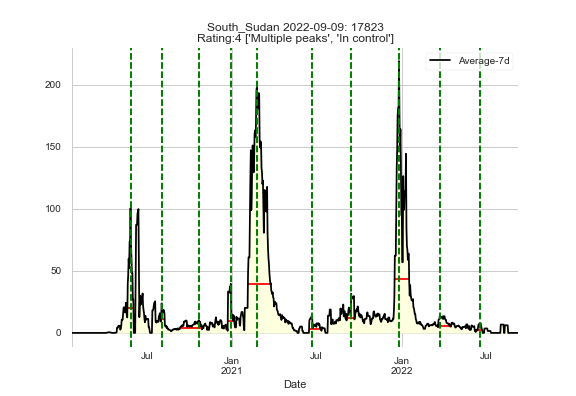 South_Sudan 2022-09-09: 17823
Rating:4 ['Multiple peaks', 'In control']
Average-7d
200
150
100
50
0
Jul
Jan
2021
Jul
Jan
2022
Jul
Date